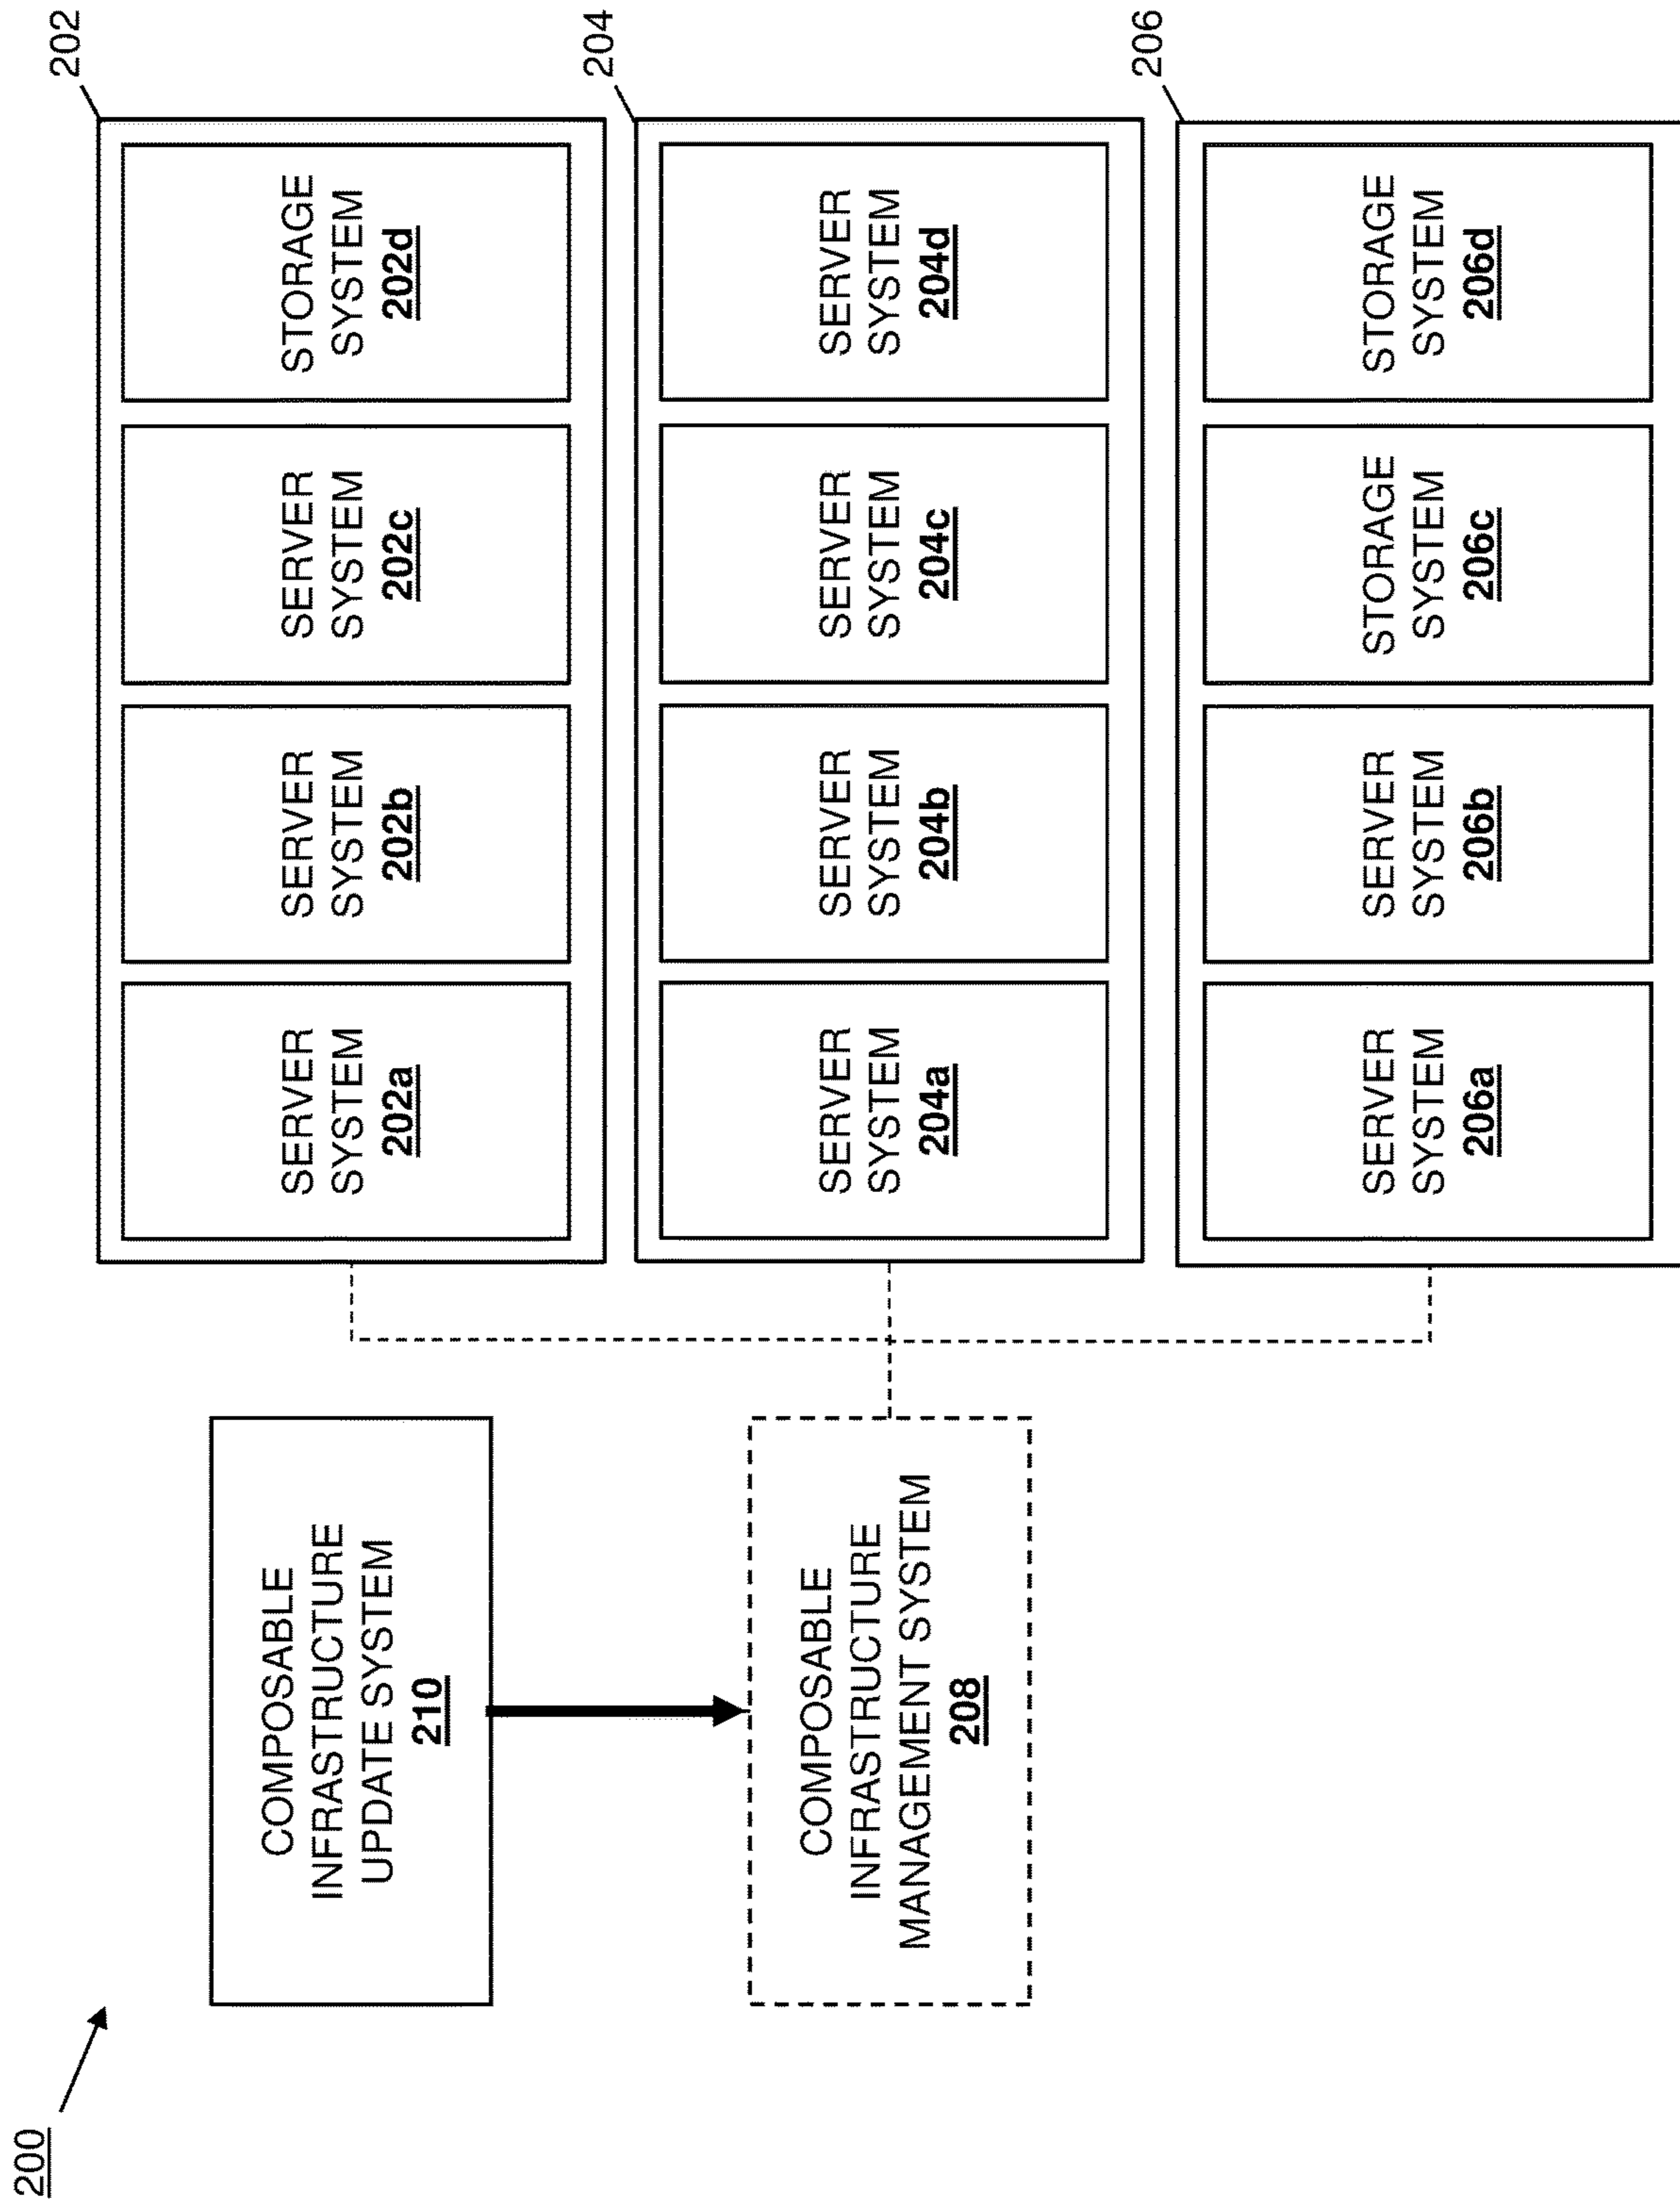 200
COMPOSABLE
INFRASTRUCTURE
UPDATE SYSTEM
210
COMPOSABLE
INFRASTRUCTURE
MANAGEMENT SYSTEM
208
202
SERVER
SYSTEM
202a
SERVER
SYSTEM
202b
SERVER
SYSTEM
202c
STORAGE
SYSTEM
202d
204
SERVER
SYSTEM
204a
SERVER
SYSTEM
204b
SERVER
SYSTEM
204c
SERVER
SYSTEM
204d
206
SERVER
SYSTEM
206a
SERVER
SYSTEM
206b
STORAGE
SYSTEM
206c
STORAGE
SYSTEM
206d